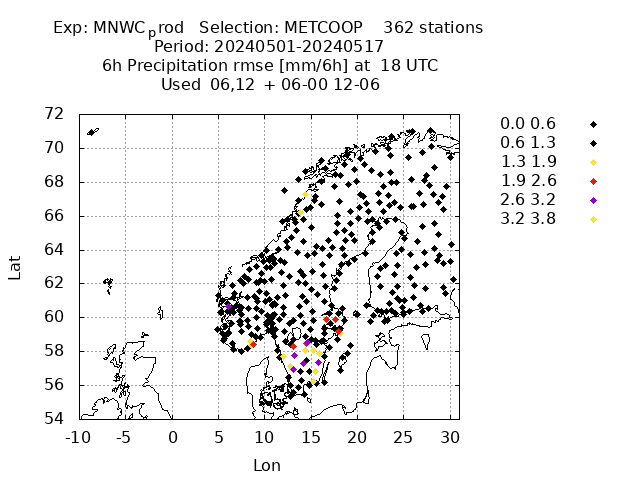 Exp: MNWCprod   Selection: METCOOP    362 stations
Period: 20240501-20240517
6h Precipitation rmse [mm/6h] at  18 UTC
Used  06,12  + 06-00 12-06
0.0 0.6
0.6 1.3
1.3 1.9
1.9 2.6
2.6 3.2
3.2 3.8
72
70
68
66
64
62
60
58
56
54
Lat
-10 -5 0 5 10 15 20 25 30
Lon